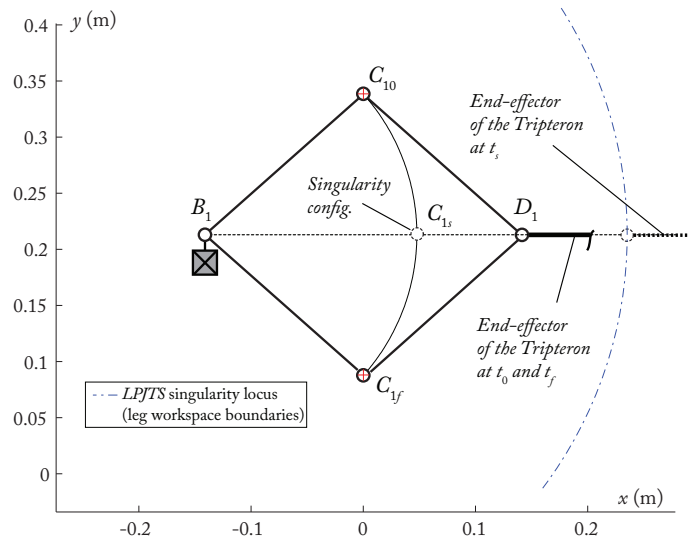 y (m)
0.4
0.35
0.3
0.25
0.2
0.15
0.1
0.05
0
C10
End-effector
of the Tripteron
at ts
Singularity
config.
B1
C1s
D1
End-effector
of the Tripteron
at t0 and tf
C1f
LPJTS singularity locus
(leg workspace boundaries)
x (m)
-0.2
-0.1
0
0.1
0.2